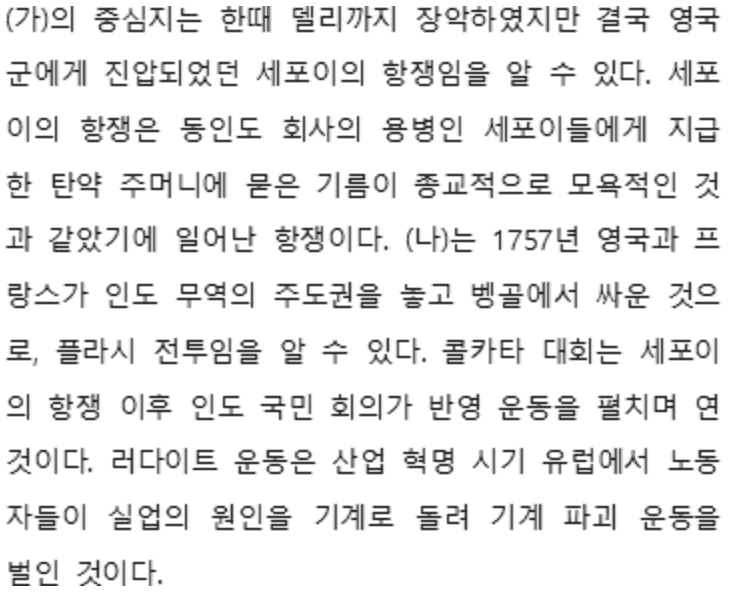 (가)의 중심지는 한때 델리까지 장악하였지만 결국 영국
군에게 진압되었던 세포이의 항쟁임을 알 수 있다. 세포
이의 항쟁은 동인도 회사의 용병인 세포이들에게 지급
한 탄약 주머니에 묻은 기름이 종교적으로 모욕적인 것
과 같았기에 일어난 항쟁이다. (나)는 1757년 영국과 프
랑스가 인도 무역의 주도권을 놓고 벵골에서 싸운 것으
로, 플라시 전투임을 알 수 있다. 콜카타 대회는 세포이
의 항쟁 이후 인도 국민 회의가 반영 운동을 펼치며 연
것이다. 러다이트 운동은 산업 혁명 시기 유럽에서 노동
자들이 실업의 원인을 기계로 돌려 기계 파괴 운동을
벌인 것이다.